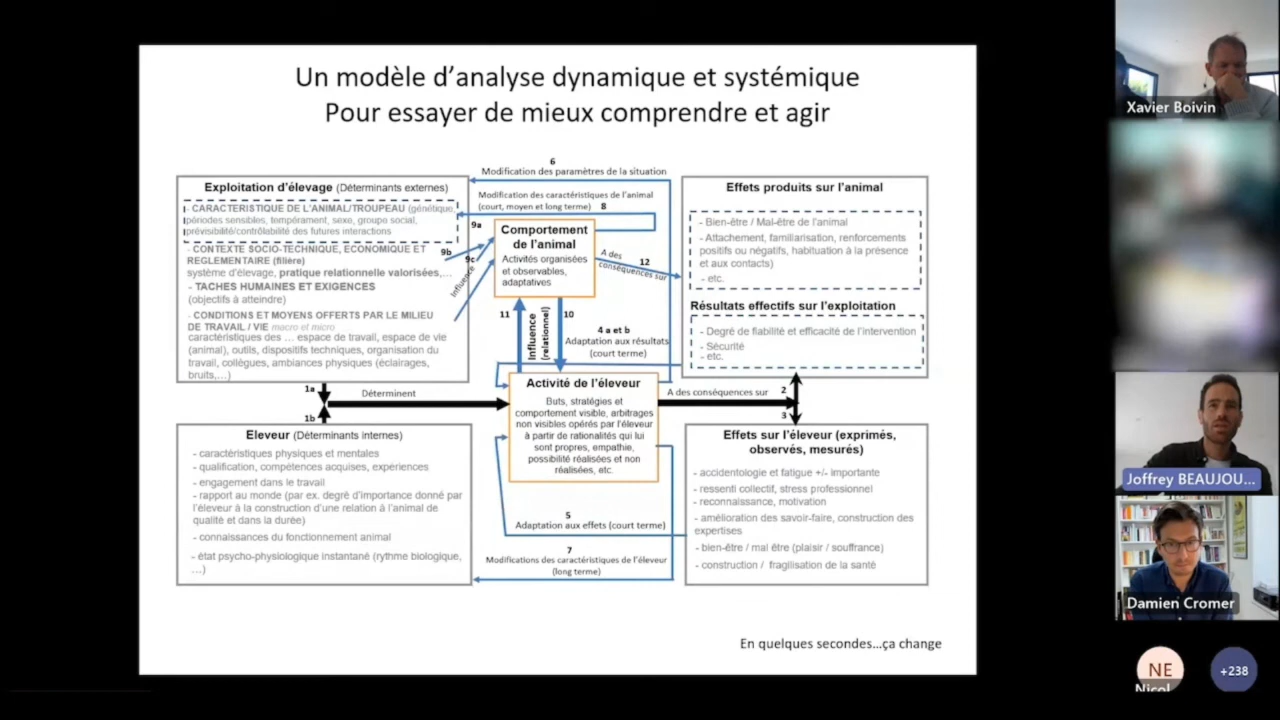 Un modèle d'analyse dynamique et systémique
Pour essayer de mieux comprendre et agir
6
Modification des paramètres de la situation
Exploitation d'élevage (Déterminants externes)
- CARACTERISTIQUE DE L'ANIMAL/TROUPEAU (génétique,
périodes sensibles, tempérament, sexe, groupe social,
prévisibilité/contrôlabilité des futures interactions
- CONTEXTE SOCIO-TECHNIQUE, ECONOMIQUE ET
REGLEMENTAIRE (filière)
système d'élevage, pratique relationnelle valorisées,...
- TACHES HUMAINES ET EXIGENCES
(objectifs à atteindre)
- CONDITIONS ET MOYENS OFFERTS PAR LE MILIEU
DE TRAVAIL / VIE macro et micro
caractéristiques des ... espace de travail, espace de vie
(animal), outils, dispositifs techniques, organisation du
travail, collègues, ambiances physiques (éclairages,
bruits,...)
Modification des caractéristiques de l'animal
(court, moyen et long terme) 8
9a
9b
9c
Influence
Comportement
de l'animal
Activités organisées
et observables,
adaptatives
A des
conséquences sur
12
Effets produits sur l'animal
- Bien-être / Mal-être de l'animal
- Attachement, familiarisation, renforcements
positifs ou négatifs, habituation à la présence
et aux contacts)
- etc.
Résultats effectifs sur l'exploitation
- Degré de fiabilité et efficacité de l'intervention
- Sécurité
- etc.
11
Influence
(relationnel)
10
4 a et b
Adaptation aux résultats
(court terme)
1a
Déterminent
1b
Activité de l'éleveur
Buts, stratégies et
comportement visible, arbitrages
non visibles opérés par l'éleveur
à partir de rationalités qui lui
sont propres, empathie,
possibilité réalisées et non
réalisées, etc.
A des conséquences sur
2
3
Eleveur (Déterminants internes)
- caractéristiques physiques et mentales
- qualification, compétences acquises, expériences
- engagement dans le travail
- rapport au monde (par ex. degré d'importance donné par
l'éleveur à la construction d'une relation à l'animal de
qualité et dans la durée)
- connaissances du fonctionnement animal
- état psycho-physiologique instantané (rythme biologique,
...)
5
Adaptation aux effets (court terme)
7
Modifications des caractéristiques de l'éleveur
(long terme)
Effets sur l'éleveur (exprimés,
observés, mesurés)
- accidentologie et fatigue +/- importante
- ressenti collectif, stress professionnel
- reconnaissance, motivation
- amélioration des savoir-faire, construction des
expertises
- bien-être / mal être (plaisir / souffrance)
- construction / fragilisation de la santé
En quelques secondes...ça change
Xavier Boivin
Joffrey BEAUJOU...
Damien Cromer
NE
Nicol
+238